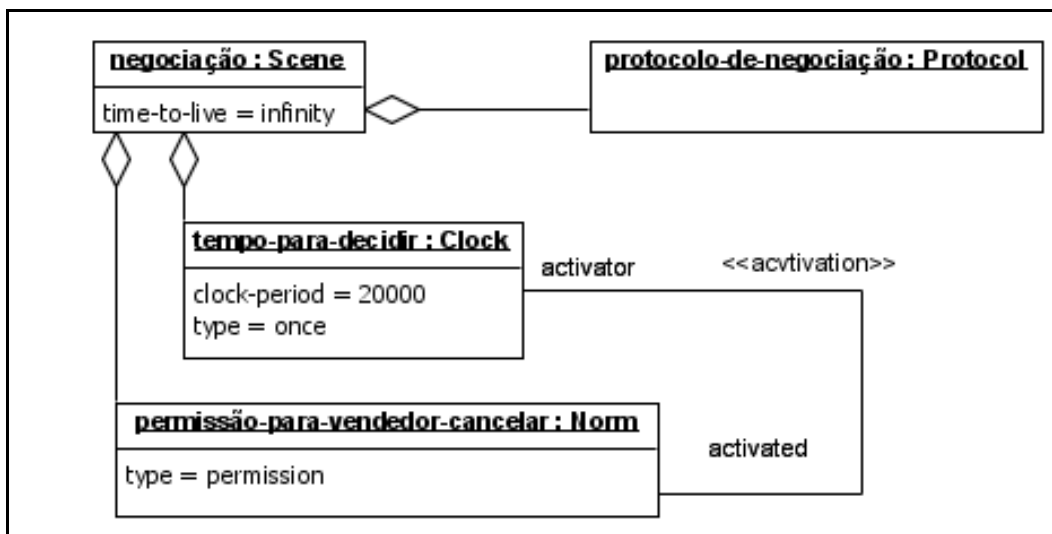 negociação : Scene
time-to-live = infinity
protocolo-de-negociação : Protocol
tempo-para-decidir : Clock
clock-period = 20000
type = once
activator
<<acvtivation>>
permissão-para-vendedor-cancelar : Norm
type = permission
activated